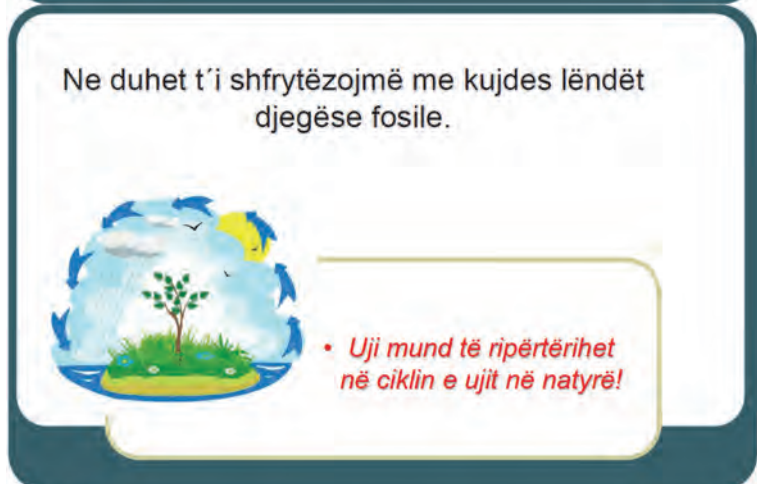 Ne duhet t´i shfrytëzojmë me kujdes lëndët
djegëse fosile.
• Uji mund të ripërtërihet
në ciklin e ujit në natyrë!